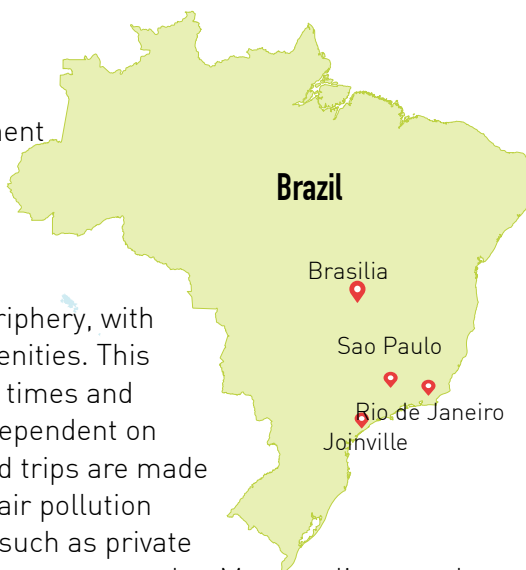 ment
Brazil
Brasilia
riphery, with
enities. This
Sao Paulo
times and
Rio de Janeiro
ependent on
Joinville
d trips are made
air pollution
such as private